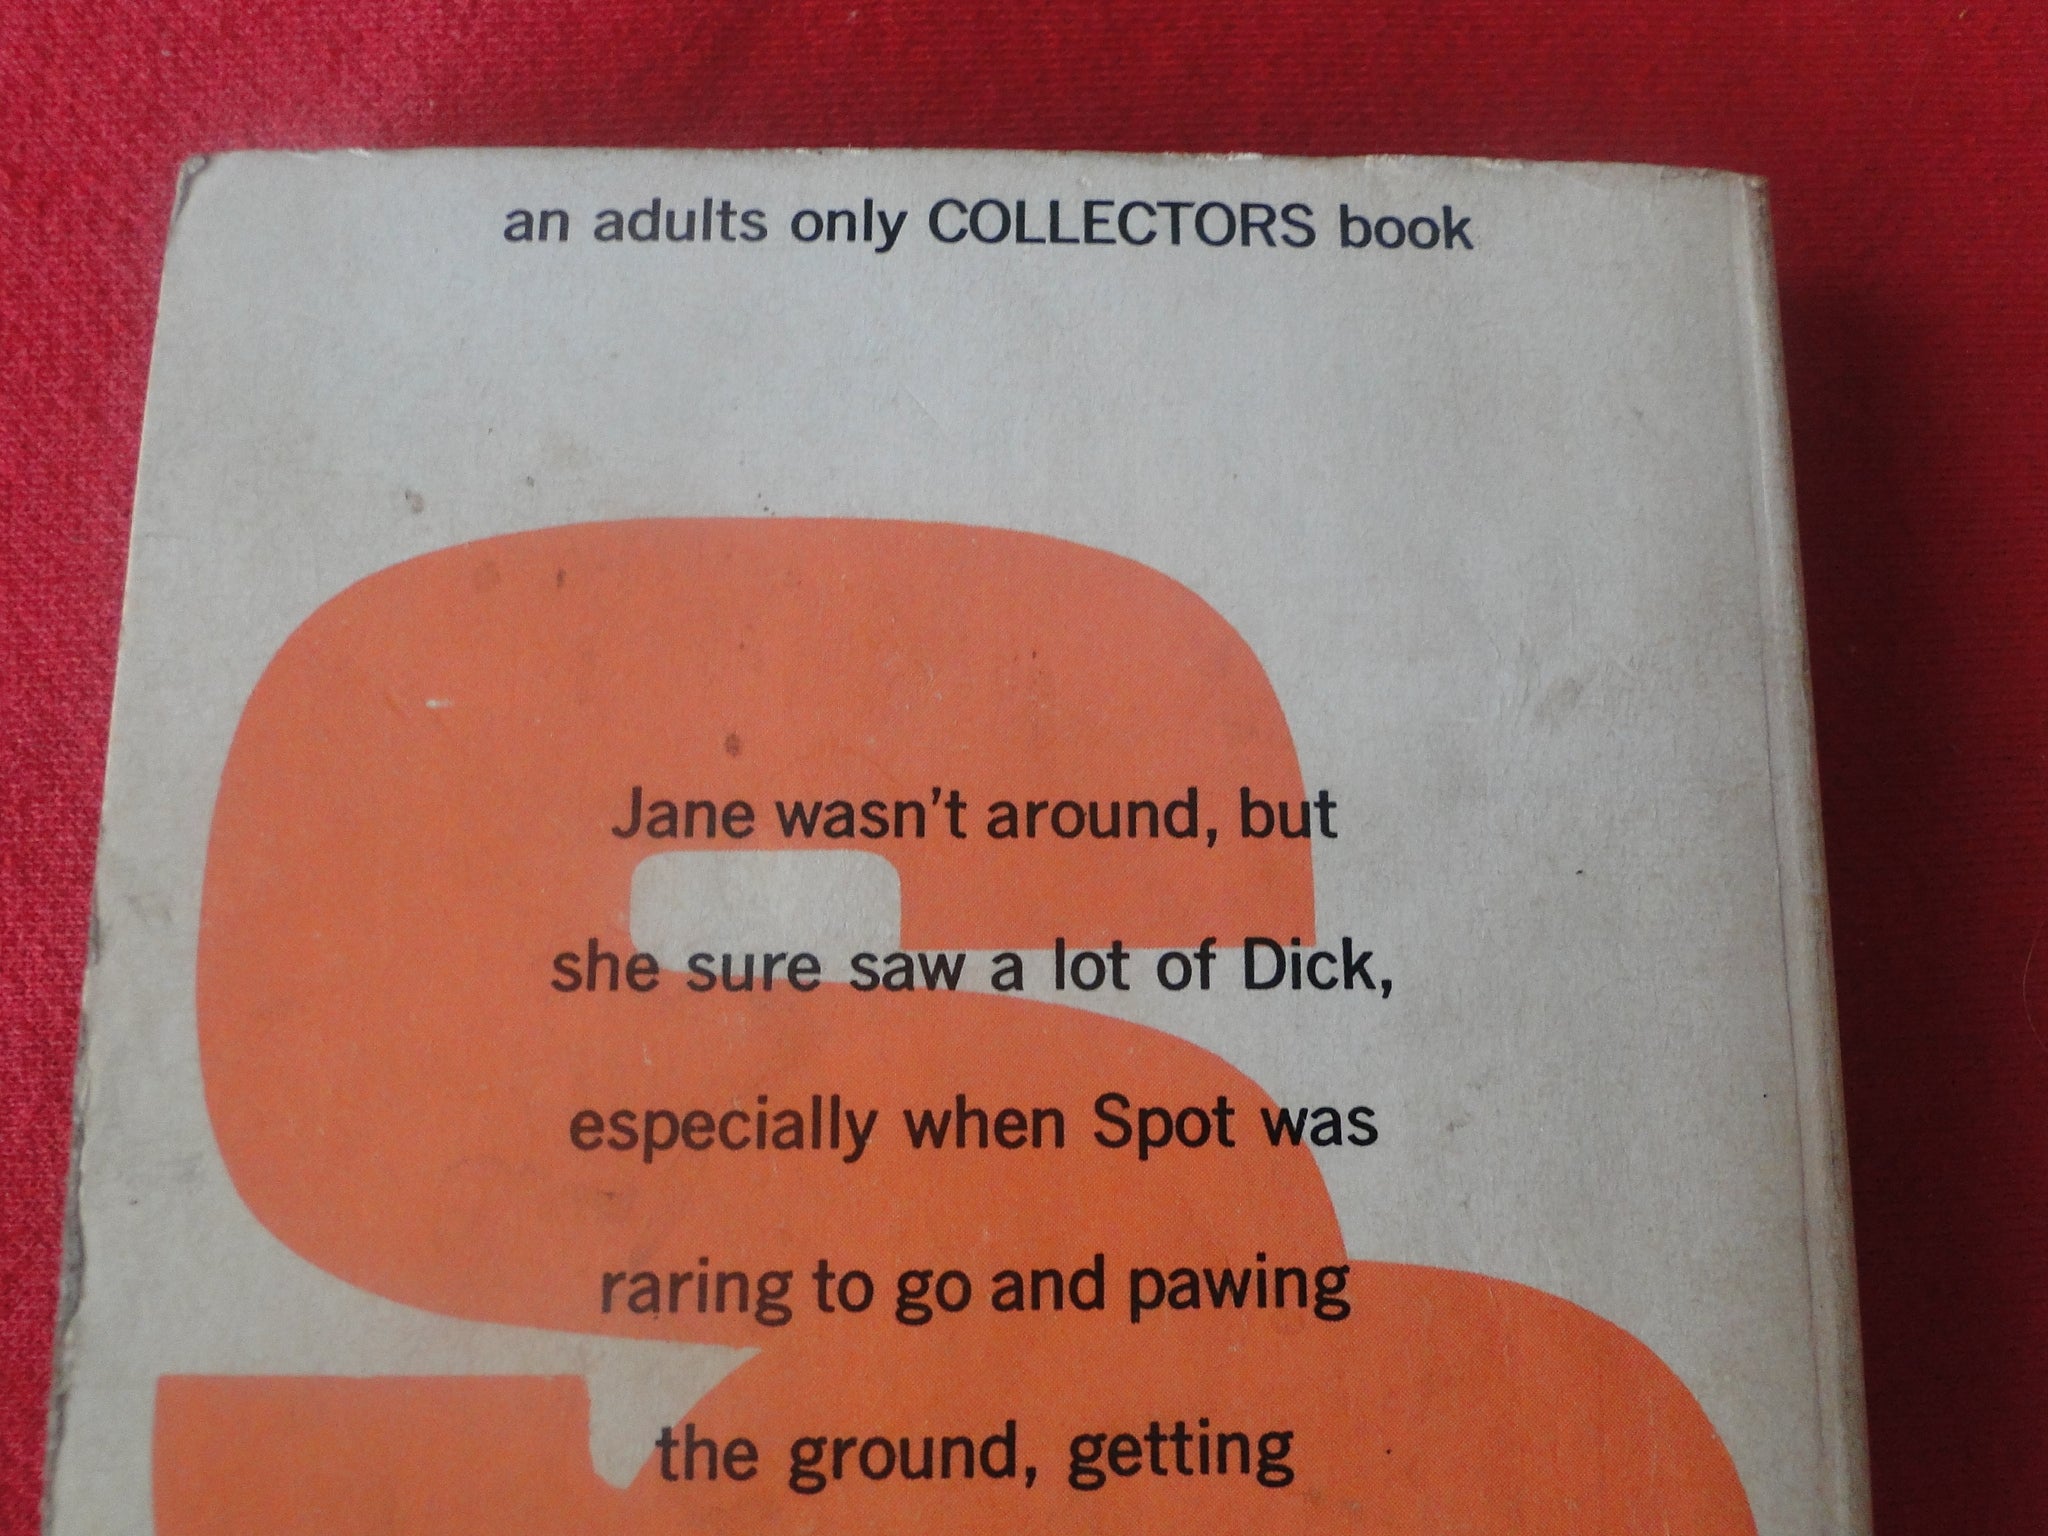 an adults only COLLECTORS book
Jane wasn't around, but
she sure saw a lot of Dick,
especially when Spot was
raring to go and pawing
the ground, getting